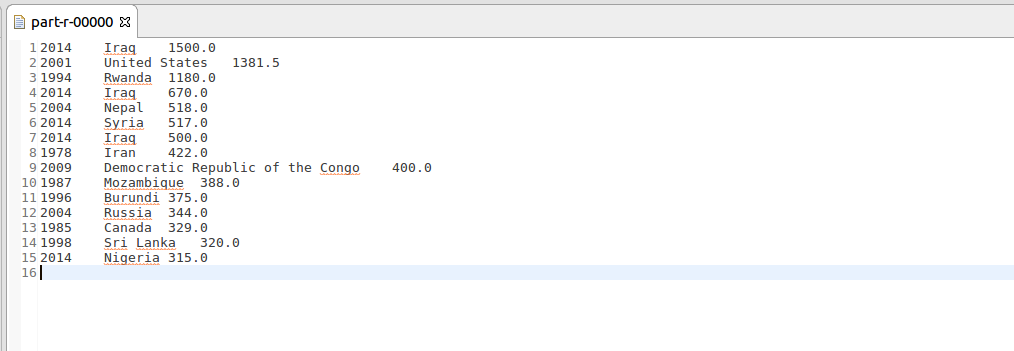 part-r-00000
1 2014 Iraq 1500.0
2 2001 United States 1381.5
3 1994 Rwanda 1180.0
4 2014 Iraq 670.0
5 2004 Nepal 518.0
6 2014 Syria 517.0
7 2014 Iraq 500.0
8 1978 Iran 422.0
9 2009 Democratic Republic of the Congo 400.0
10 1987 Mozambique 388.0
11 1996 Burundi 375.0
12 2004 Russia 344.0
13 1985 Canada 329.0
14 1998 Sri Lanka 320.0
15 2014 Nigeria 315.0
16